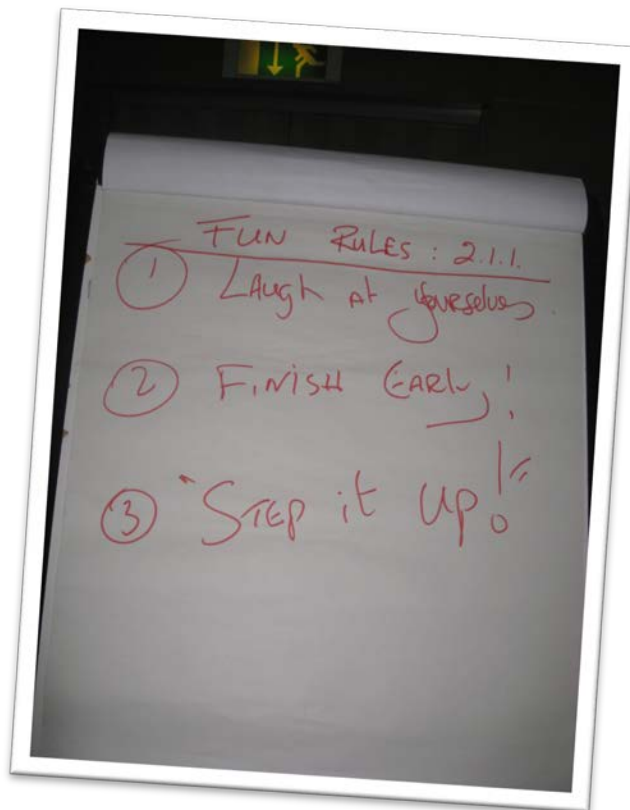 FUN RULES: 2.1.1.
1 Laugh at yourselves
2 FINISH EARLY!
3 "STEP it up!"